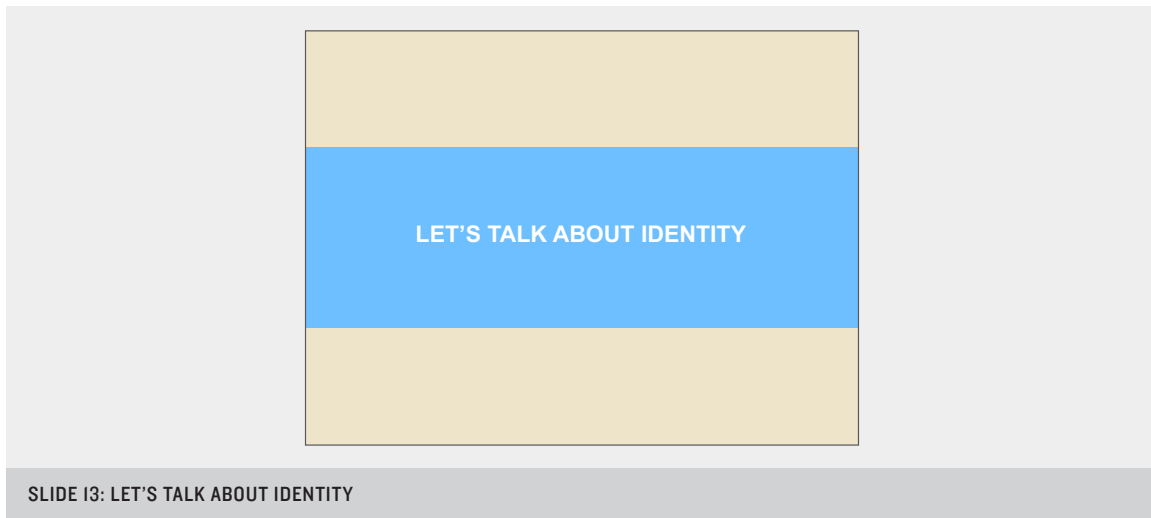 LET’S TALK ABOUT IDENTITY
SLIDE 13: LET’S TALK ABOUT IDENTITY